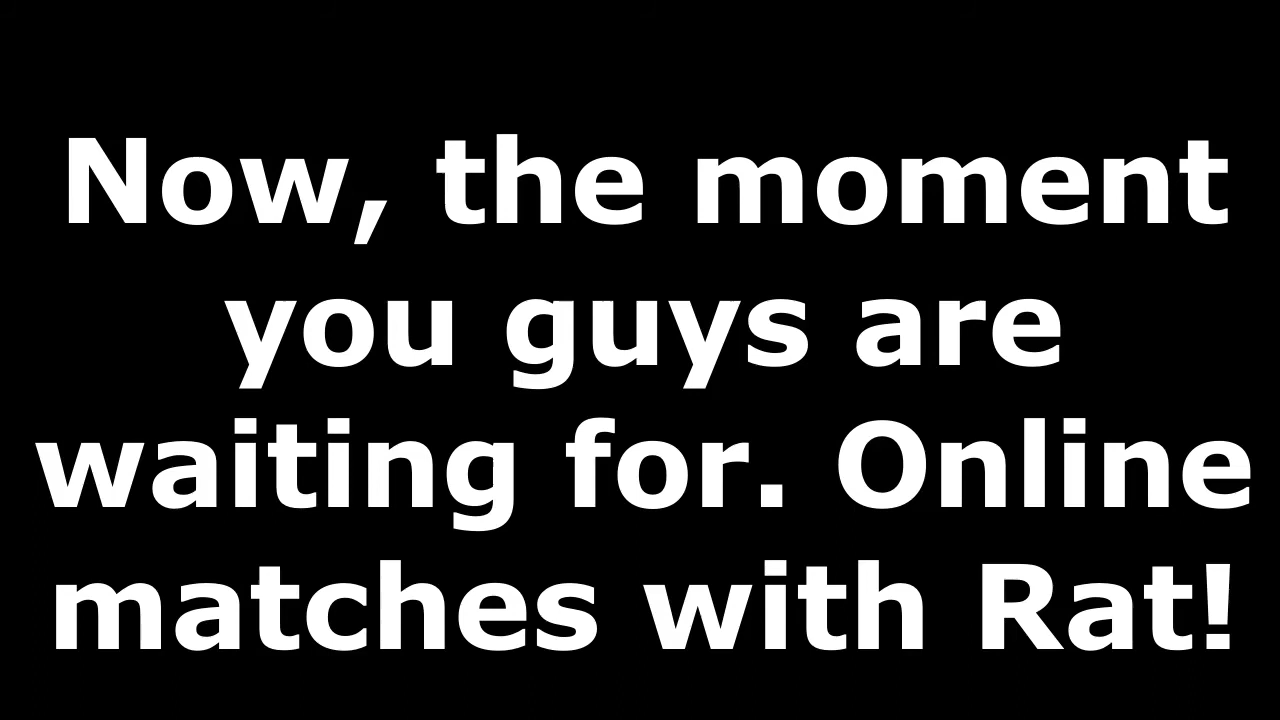 Now, the moment
you guys are
waiting for. Online
matches with Rat!